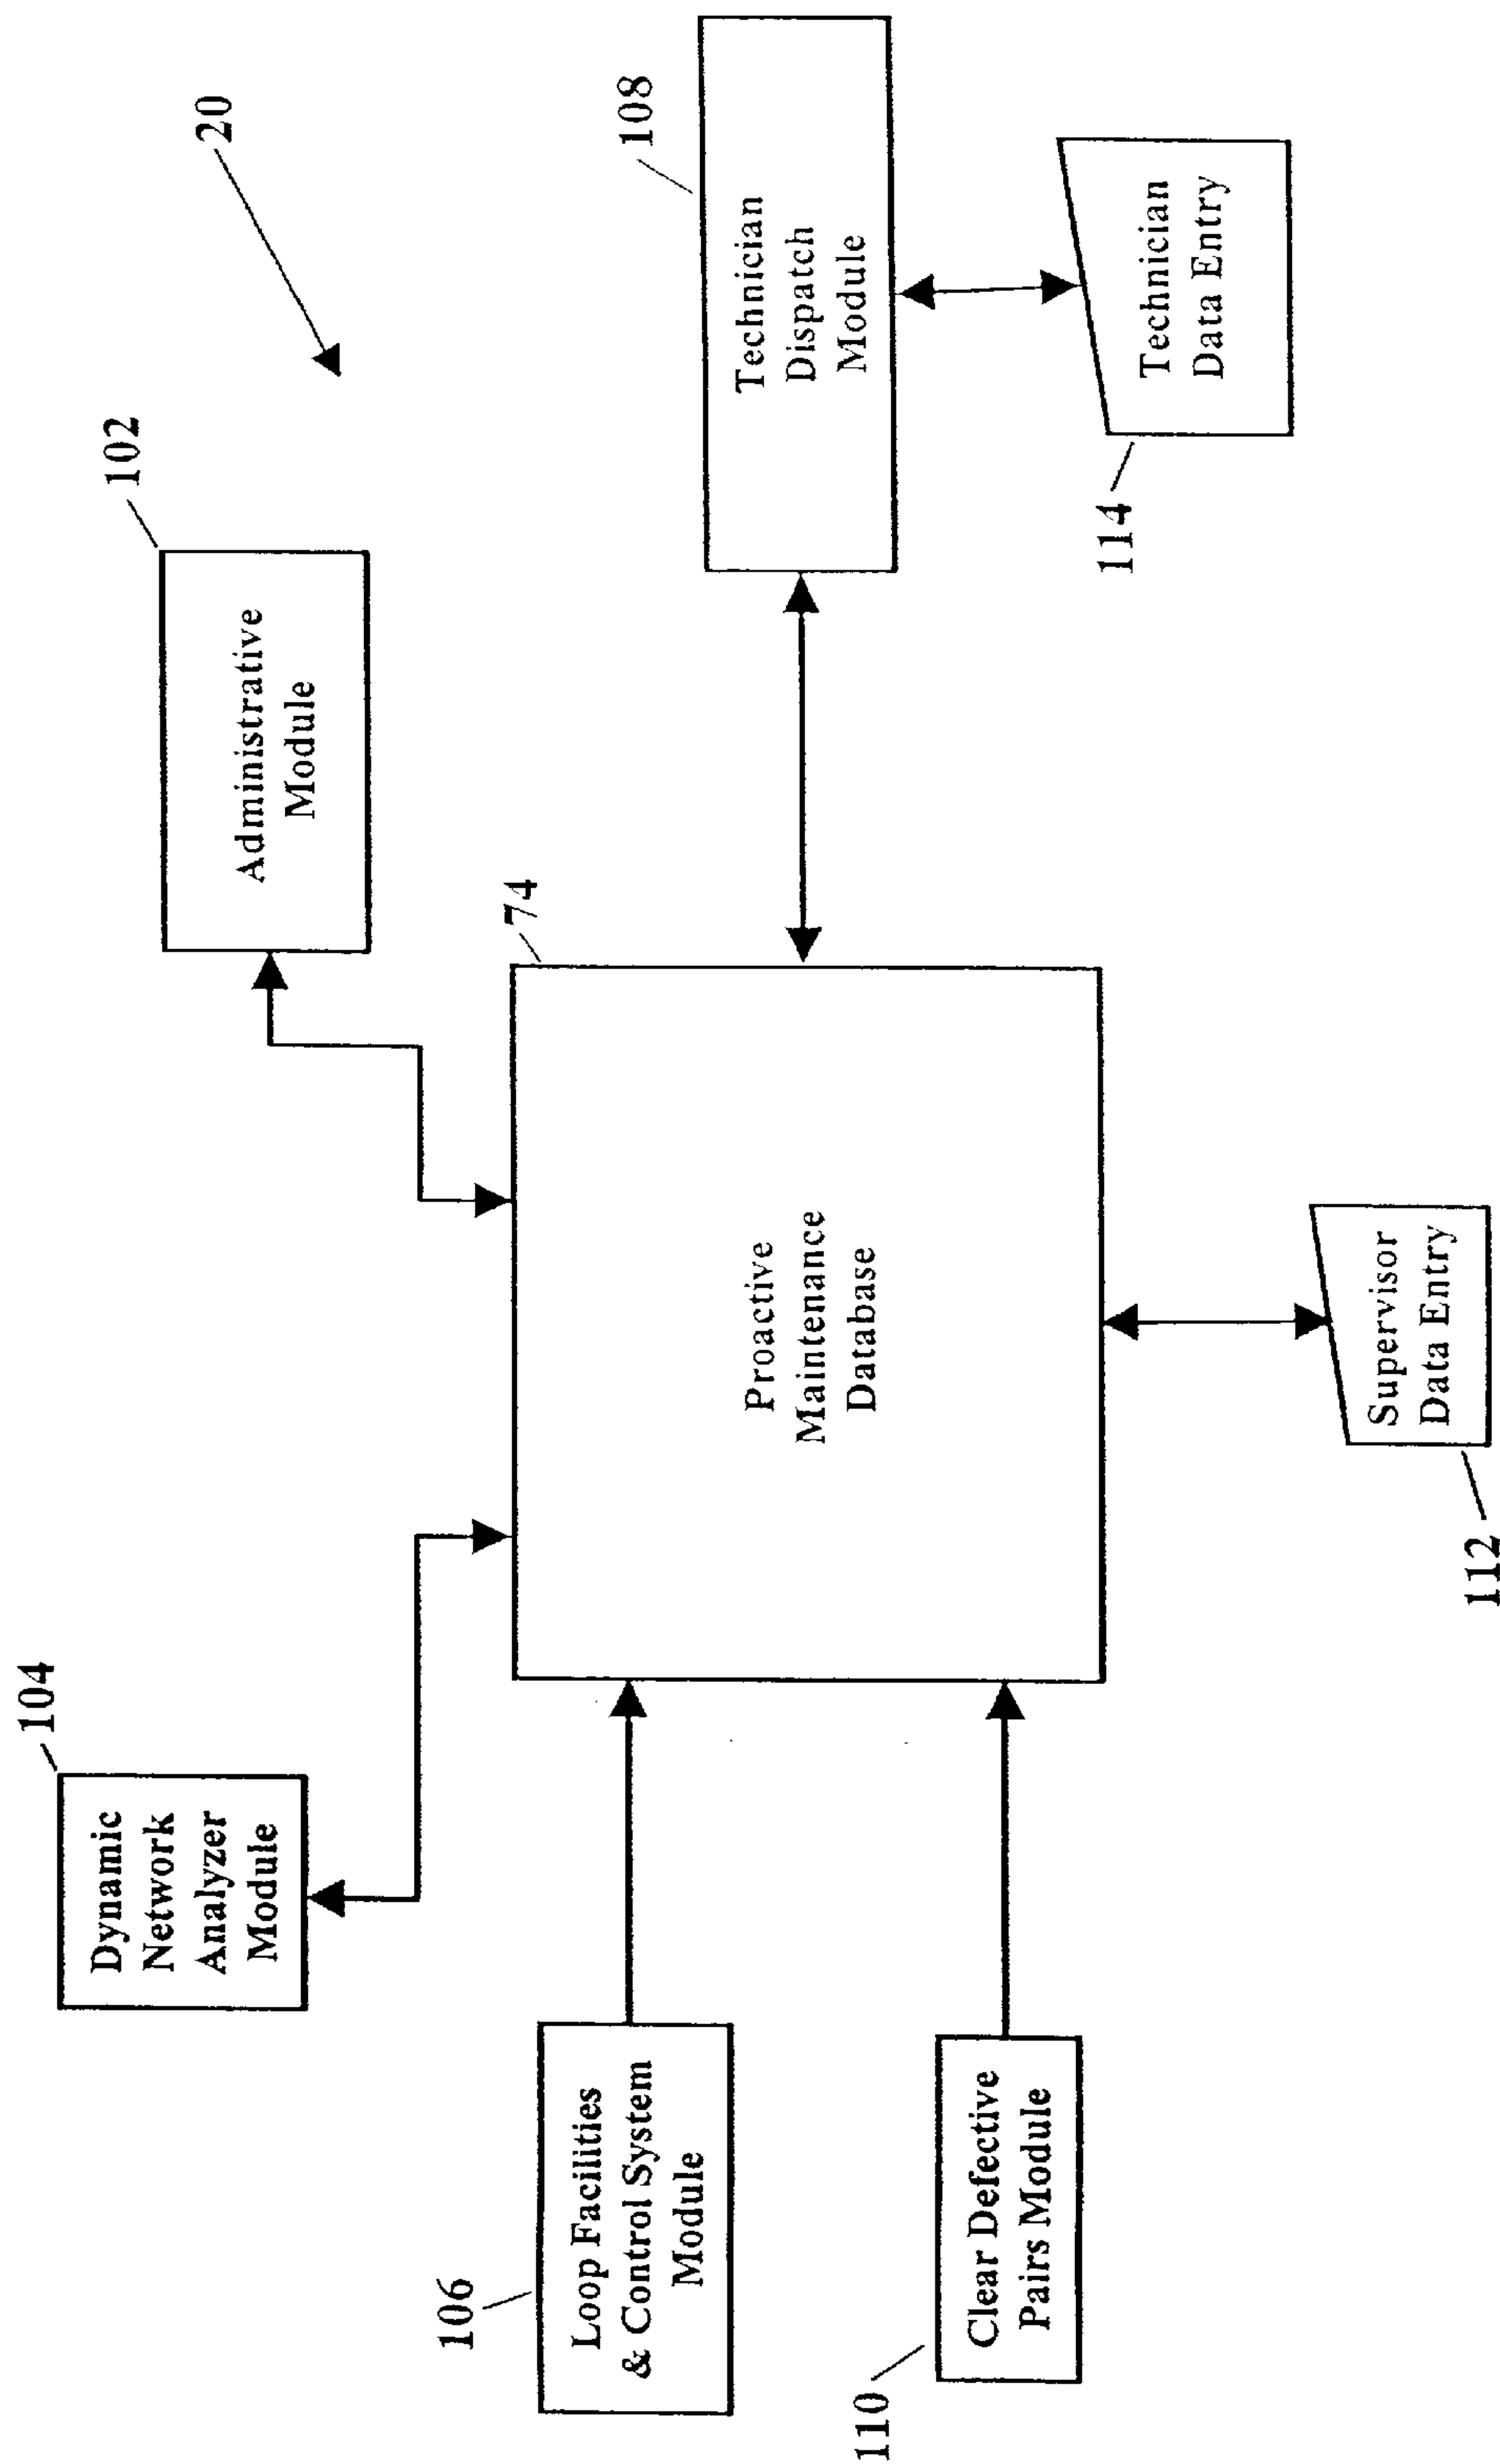 104
Dynamic
Network
Analyzer
Module
102
Administrative
Module
20
106
Loop Facilities
& Control System
Module
74
Proactive
Maintenance
Database
108
Technician
Dispatch
Module
110
Clear Defective
Pairs Module
112
Supervisor
Data Entry
114
Technician
Data Entry